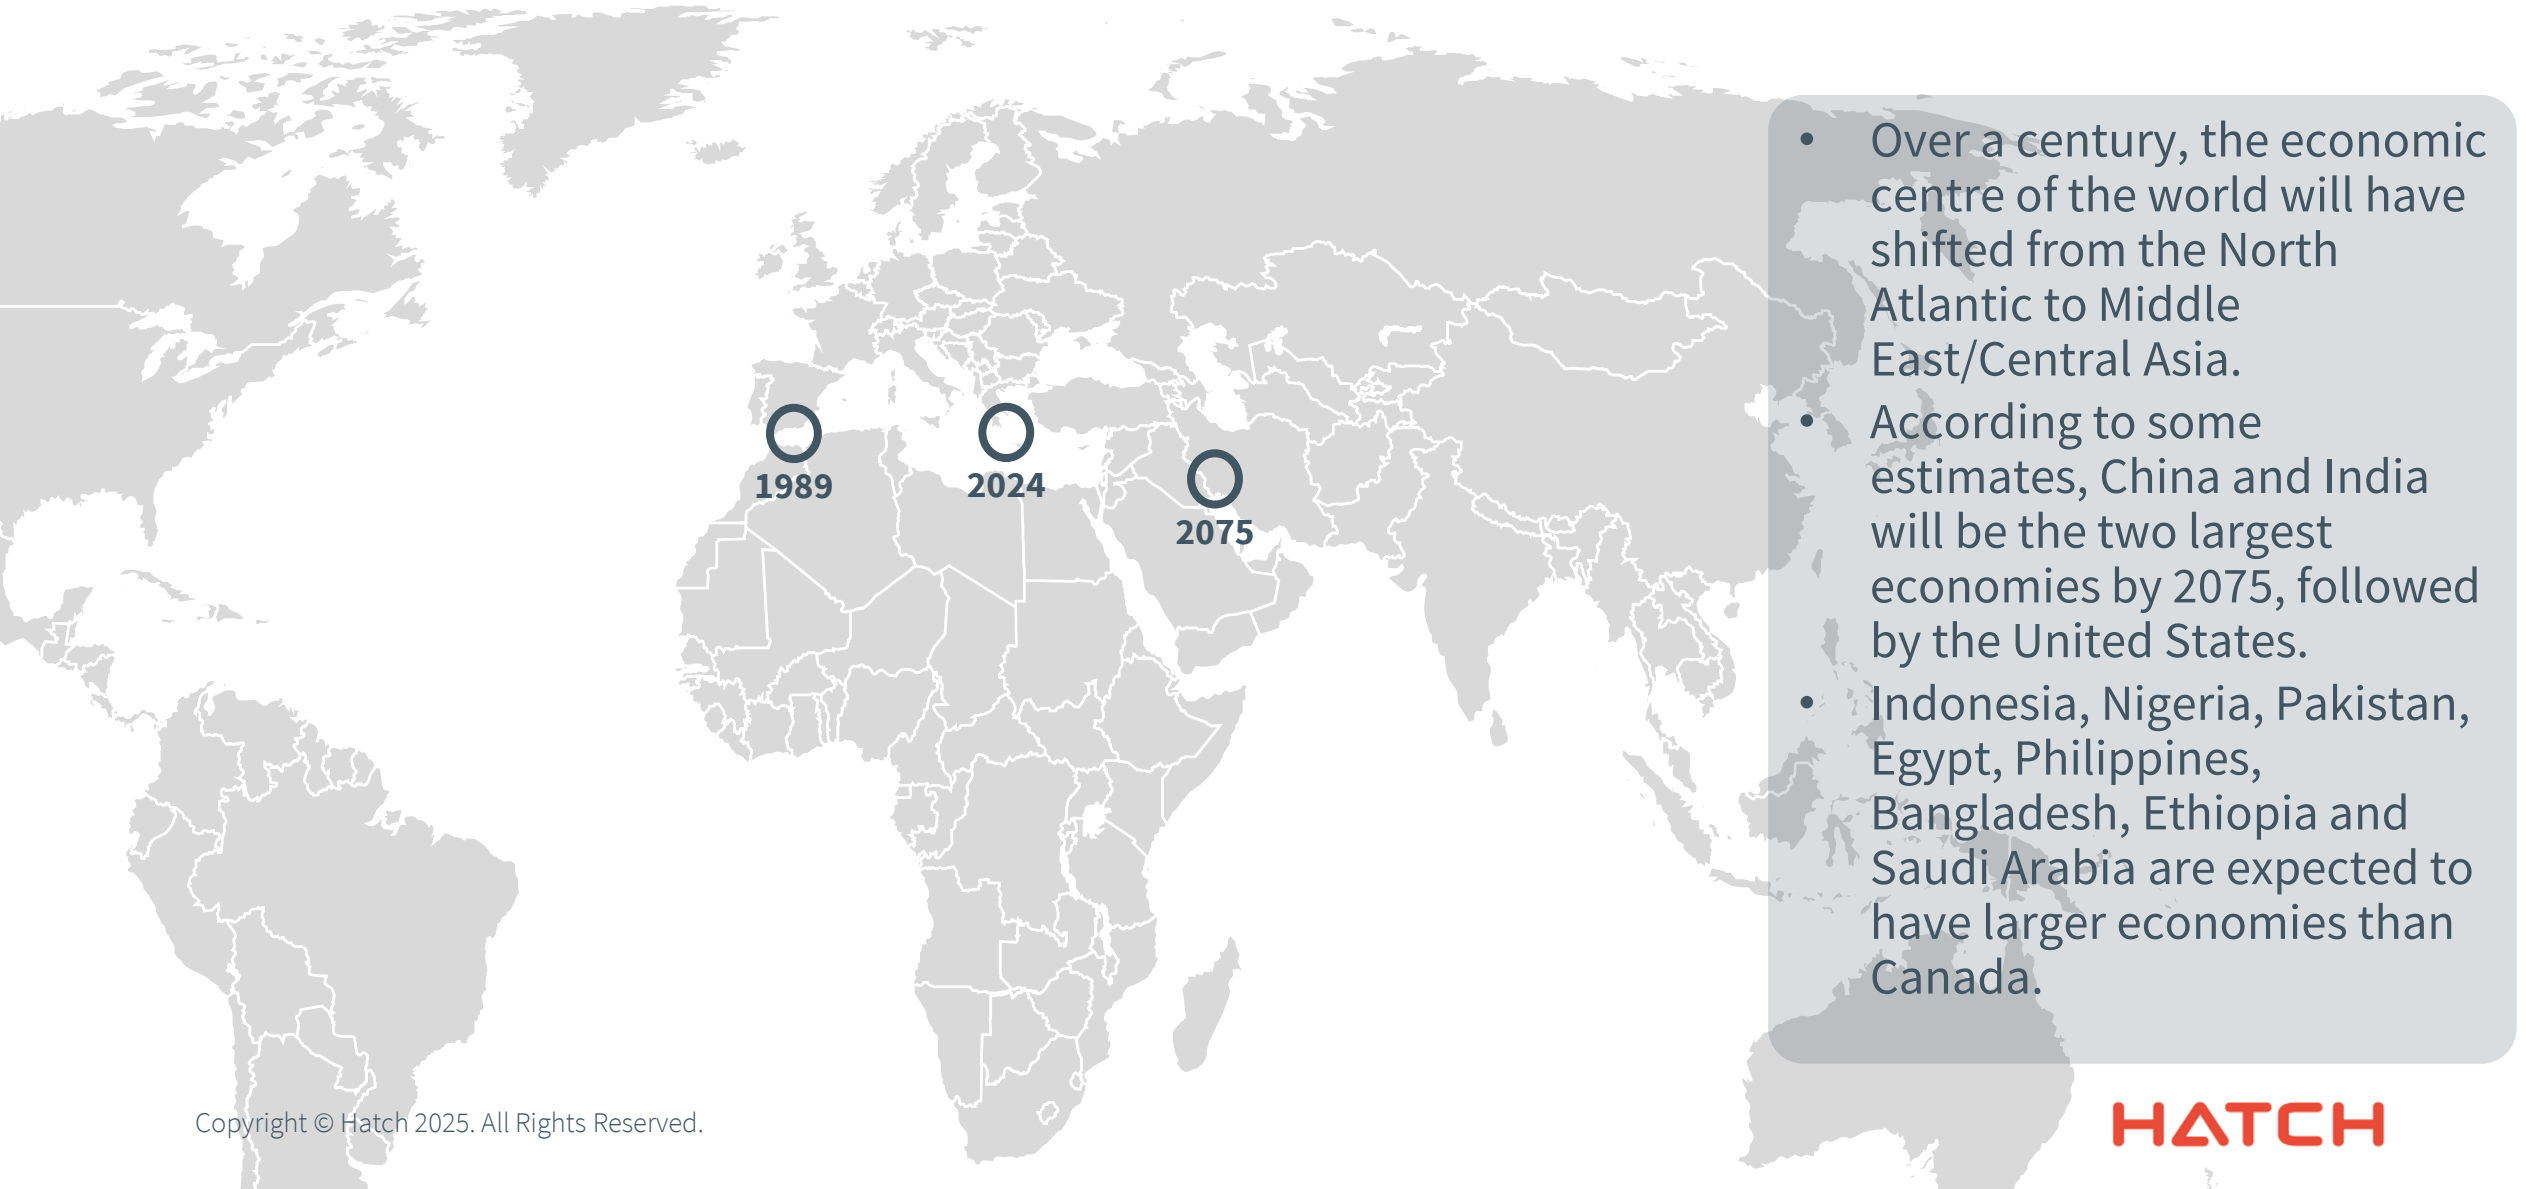 1989
2024
2075
• Over a century, the economic
centre of the world will have
shifted from the North
Atlantic to Middle
East/Central Asia.
• According to some
estimates, China and India
will be the two largest
economies by 2075, followed
by the United States.
• Indonesia, Nigeria, Pakistan,
Egypt, Philippines,
Bangladesh, Ethiopia and
Saudi Arabia are expected to
have larger economies than
Canada.
Copyright © Hatch 2025. All Rights Reserved.
HATCH